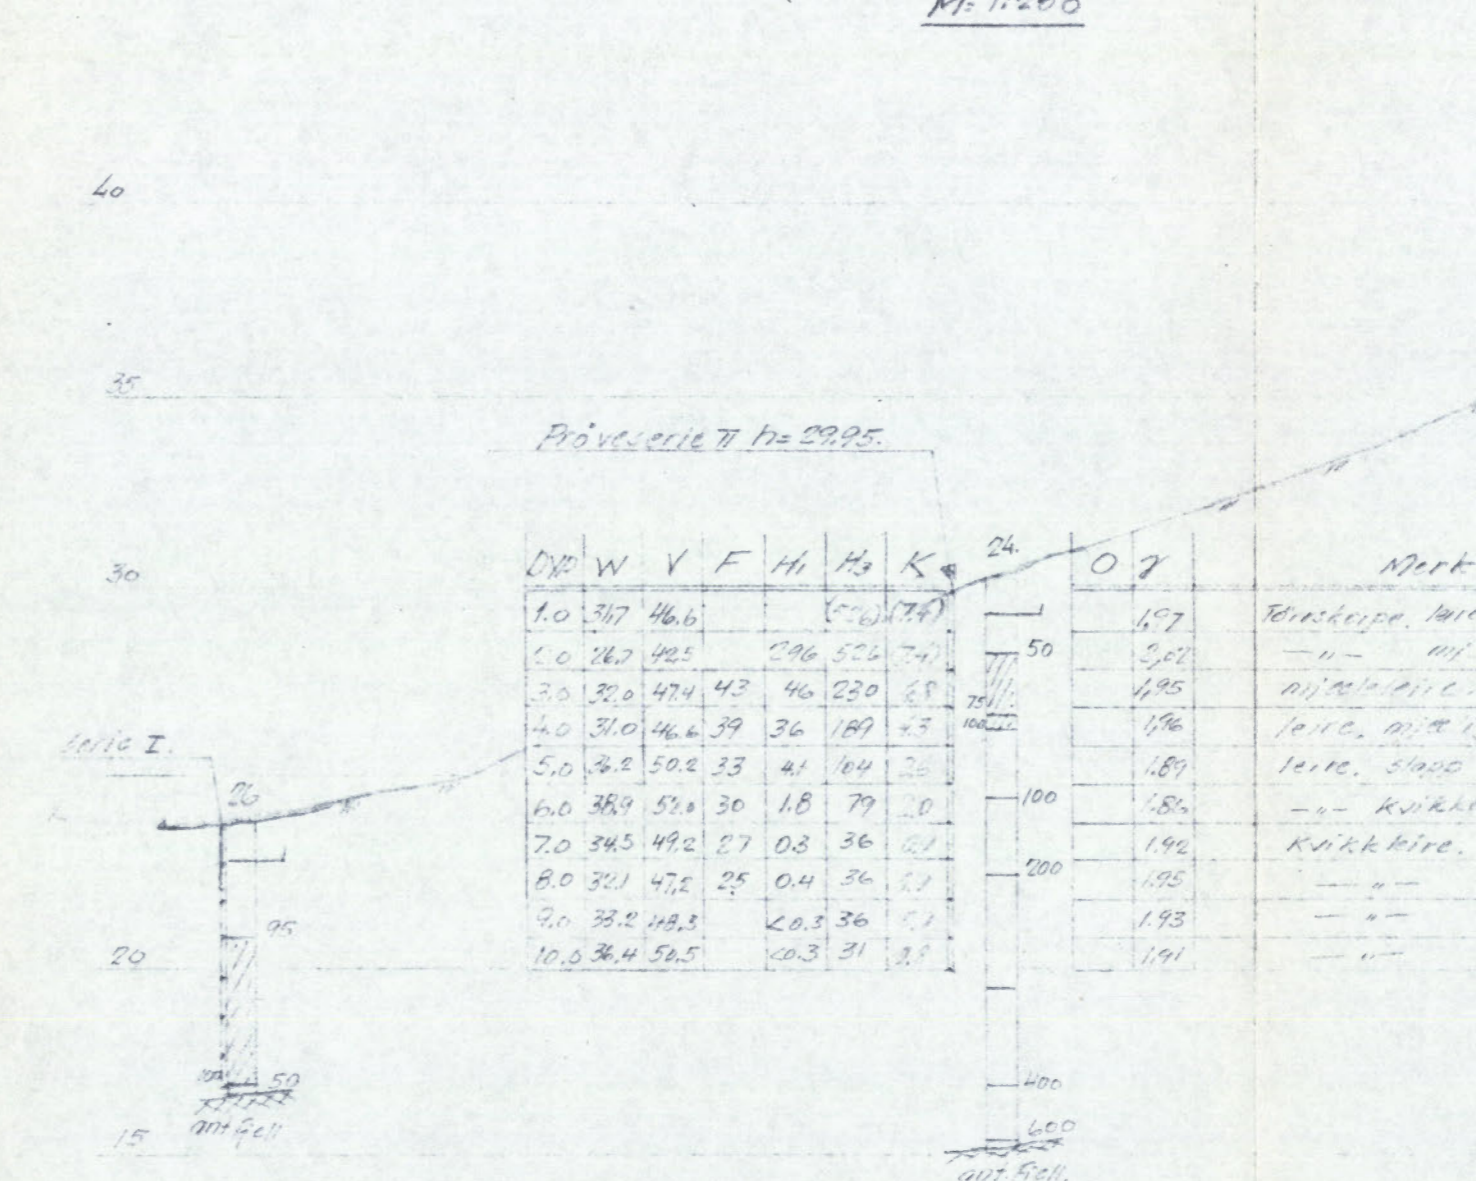 M= 1:200
40
35
Prøveserie II h= 29.95.
24.
30
DYP W V F H1 H3 K O γ Merk
1.0 31.7 46.6 1,97 Tørrskorpe, leire
2.0 26.7 42.5 296 526 2,02 —„—
3.0 32.0 47.4 43 46 230 1,95
4.0 31.0 46.6 39 36 189 1,96 leire,
5.0 36.2 50.2 33 4.1 104 1.89 leire. slapp
6.0 38.9 52.0 30 1.8 79 1.86 —„— kvikk
7.0 34.5 49.2 27 0.3 36 1.92 Kvikkleire.
8.0 32.1 47.2 25 0.4 36 1.95 —„—
9.0 33.2 48.3 <0.3 36 1.93 —„—
10.0 36.4 50.5 <0.3 31 1.91 —„—
50
75
100
100
200
400
600
ant. Fjell.
serie I.
26
95
20
100
50
ant Fjell
15